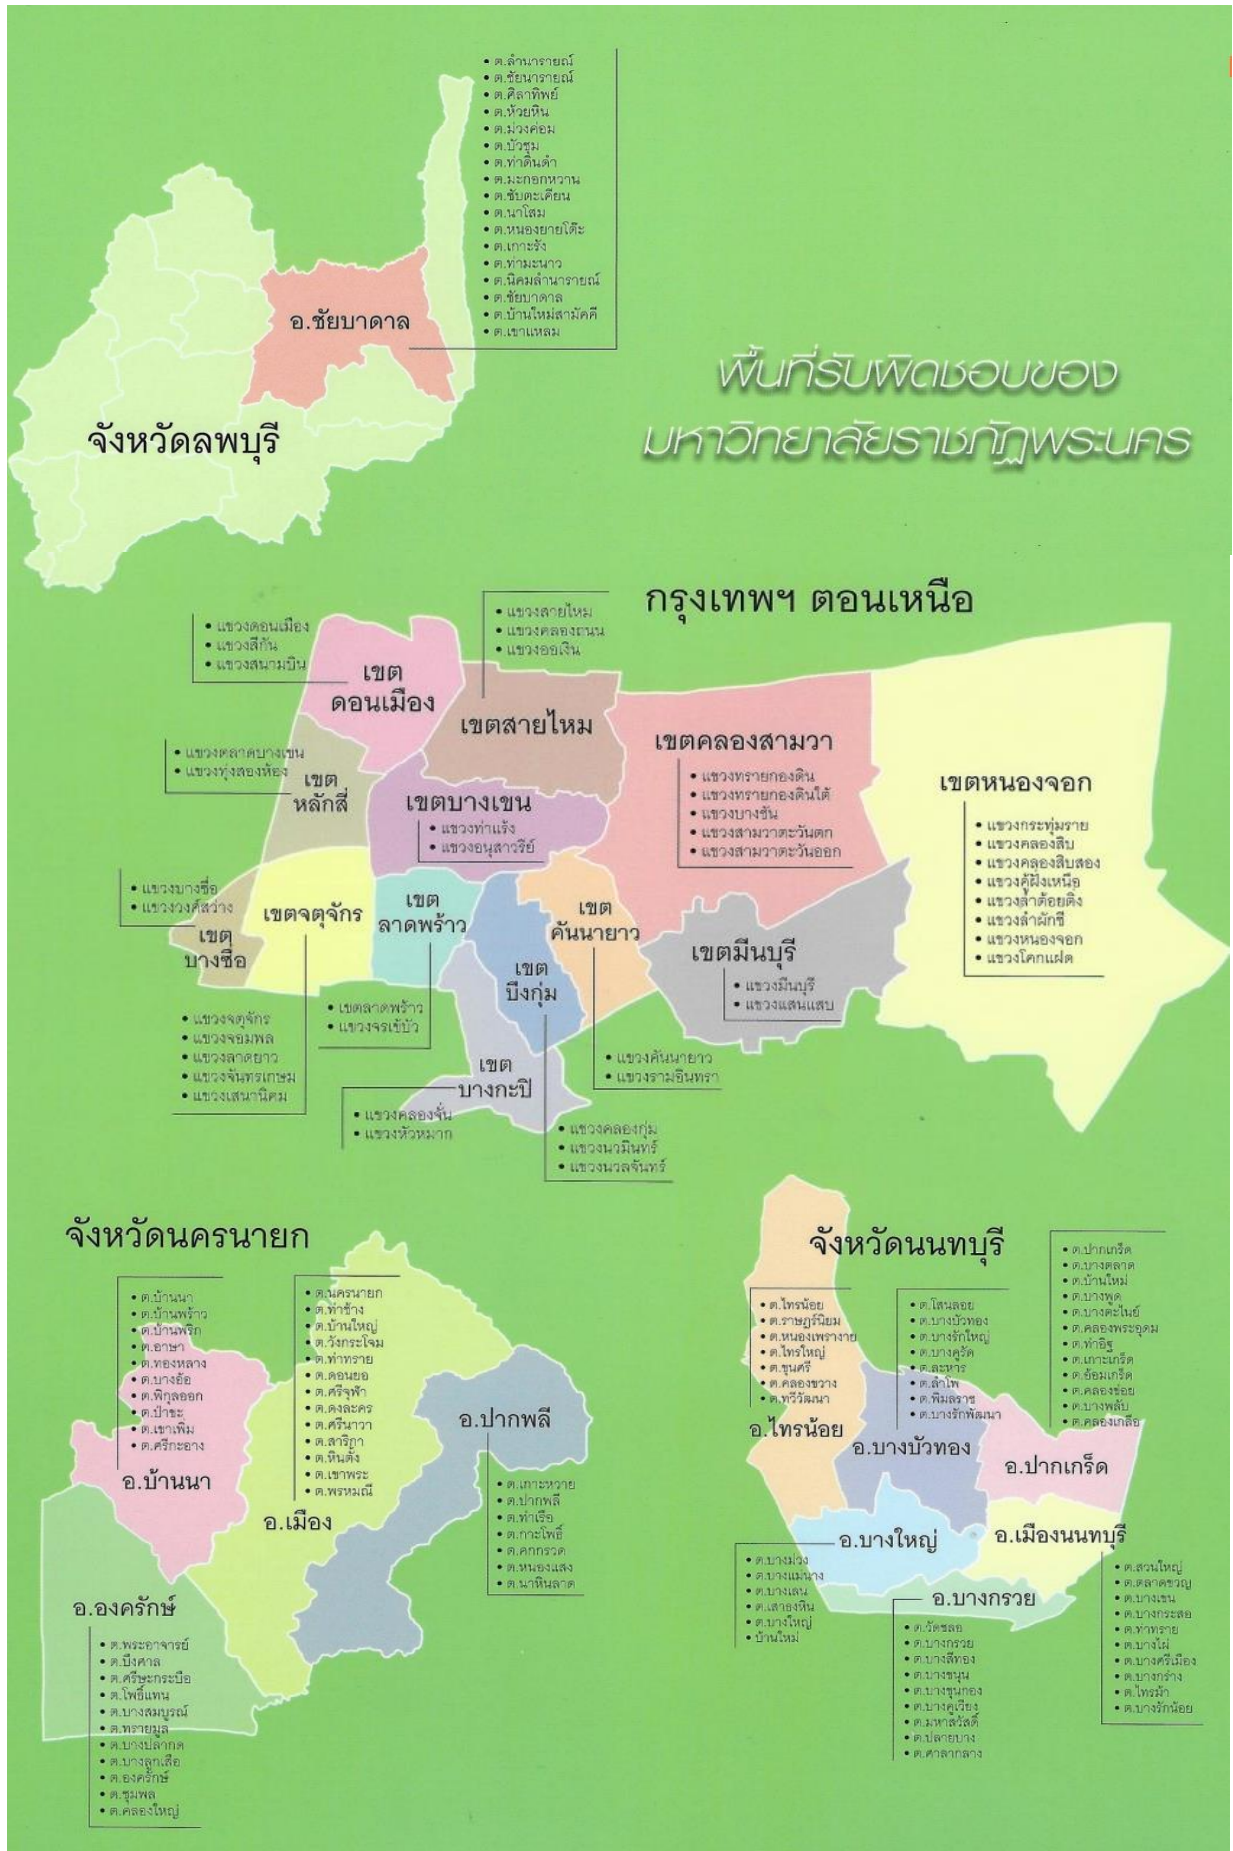 • ต.ลำนารายณ์
• ต.ชัยนารายณ์
• ต.ศิลาทิพย์
• ต.ห้วยหิน
• ต.ม่วงค่อม
• ต.บัวชุม
• ต.ท่าดินดำ
• ต.มะกอกหวาน
• ต.ซับตะเคียน
• ต.นาโสม
• ต.หนองยายโต๊ะ
• ต.เกาะรัง
• ต.ท่ามะนาว
• ต.นิคมลำนารายณ์
• ต.ชัยบาดาล
• ต.บ้านใหม่สามัคคี
• ต.เขาแหลม
อ.ชัยบาดาล
จังหวัดลพบุรี
พื้นที่รับผิดชอบของ
มหาวิทยาลัยราชภัฏพระนคร
กรุงเทพฯ ตอนเหนือ
• แขวงดอนเมือง
• แขวงสีกัน
• แขวงสนามบิน
เขต
ดอนเมือง
• แขวงสายไหม
• แขวงคลองถนน
• แขวงออเงิน
เขตสายไหม
• แขวงตลาดบางเขน
• แขวงทุ่งสองห้อง
เขต
หลักสี่
เขตบางเขน
• แขวงท่าแร้ง
• แขวงอนุสาวรีย์
เขตคลองสามวา
• แขวงทรายกองดิน
• แขวงทรายกองดินใต้
• แขวงบางชัน
• แขวงสามวาตะวันตก
• แขวงสามวาตะวันออก
เขตหนองจอก
• แขวงกระทุ่มราย
• แขวงคลองสิบ
• แขวงคลองสิบสอง
• แขวงคู้ฝั่งเหนือ
• แขวงลำต้อยติ่ง
• แขวงลำผักชี
• แขวงหนองจอก
• แขวงโคกแฝด
• แขวงบางซื่อ
• แขวงวงศ์สว่าง
เขต
บางซื่อ
เขตจตุจักร
• แขวงจตุจักร
• แขวงจอมพล
• แขวงลาดยาว
• แขวงจันทรเกษม
• แขวงเสนานิคม
เขต
ลาดพร้าว
• เขตลาดพร้าว
• แขวงจรเข้บัว
เขต
บึงกุ่ม
• แขวงคลองกุ่ม
• แขวงนวมินทร์
• แขวงนวลจันทร์
เขต
คันนายาว
• แขวงคันนายาว
• แขวงรามอินทรา
เขตมีนบุรี
• แขวงมีนบุรี
• แขวงแสนแสบ
เขต
บางกะปิ
• แขวงคลองจั่น
• แขวงหัวหมาก
จังหวัดนครนายก
• ต.บ้านนา
• ต.บ้านพร้าว
• ต.บ้านพริก
• ต.อาษา
• ต.ทองหลาง
• ต.บางอ้อ
• ต.พิกุลออก
• ต.ป่าขะ
• ต.เขาเพิ่ม
• ต.ศรีกะอาง
อ.บ้านนา
• ต.นครนายก
• ต.ท่าช้าง
• ต.บ้านใหญ่
• ต.วังกระโจม
• ต.ท่าทราย
• ต.ดอนยอ
• ต.ศรีจุฬา
• ต.ดงละคร
• ต.ศรีนาวา
• ต.สาริกา
• ต.หินตั้ง
• ต.เขาพระ
• ต.พรหมณี
อ.เมือง
อ.ปากพลี
• ต.เกาะหวาย
• ต.ปากพลี
• ต.ท่าเรือ
• ต.กาะโพธิ์
• ต.คกกรวด
• ต.หนองแสง
• ต.นาหินลาด
อ.องครักษ์
• ต.พระอาจารย์
• ต.บึงศาล
• ต.ศรีษะกระบือ
• ต.โพธิ์แทน
• ต.บางสมบูรณ์
• ต.ทรายมูล
• ต.บางปลากด
• ต.บางลูกเสือ
• ต.องครักษ์
• ต.ชุมพล
• ต.คลองใหญ่
จังหวัดนนทบุรี
• ต.ไทรน้อย
• ต.ราษฎร์นิยม
• ต.หนองเพรางาย
• ต.ไทรใหญ่
• ต.ขุนศรี
• ต.คลองขวาง
• ต.ทวีวัฒนา
อ.ไทรน้อย
• ต.โสนลอย
• ต.บางบัวทอง
• ต.บางรักใหญ่
• ต.บางคูรัด
• ต.ละหาร
• ต.ลำโพ
• ต.พิมลราช
• ต.บางรักพัฒนา
อ.บางบัวทอง
• ต.ปากเกร็ด
• ต.บางตลาด
• ต.บ้านใหม่
• ต.บางพูด
• ต.บางตะไนย์
• ต.คลองพระอุดม
• ต.ท่าอิฐ
• ต.เกาะเกร็ด
• ต.อ้อมเกร็ด
• ต.คลองข่อย
• ต.บางพลับ
• ต.คลองเกลือ
อ.ปากเกร็ด
อ.บางใหญ่
• ต.บางม่วง
• ต.บางแม่นาง
• ต.บางเลน
• ต.เสาธงหิน
• ต.บางใหญ่
• บ้านใหม่
อ.เมืองนนทบุรี
• ต.สวนใหญ่
• ต.ตลาดขวัญ
• ต.บางเขน
• ต.บางกระสอ
• ต.ท่าทราย
• ต.บางไผ่
• ต.บางศรีเมือง
• ต.บางกร่าง
• ต.ไทรม้า
• ต.บางรักน้อย
อ.บางกรวย
• ต.วัดชลอ
• ต.บางกรวย
• ต.บางสีทอง
• ต.บางขนุน
• ต.บางขุนกอง
• ต.บางคูเวียง
• ต.มหาสวัสดิ์
• ต.ปลายบาง
• ต.ศาลากลาง